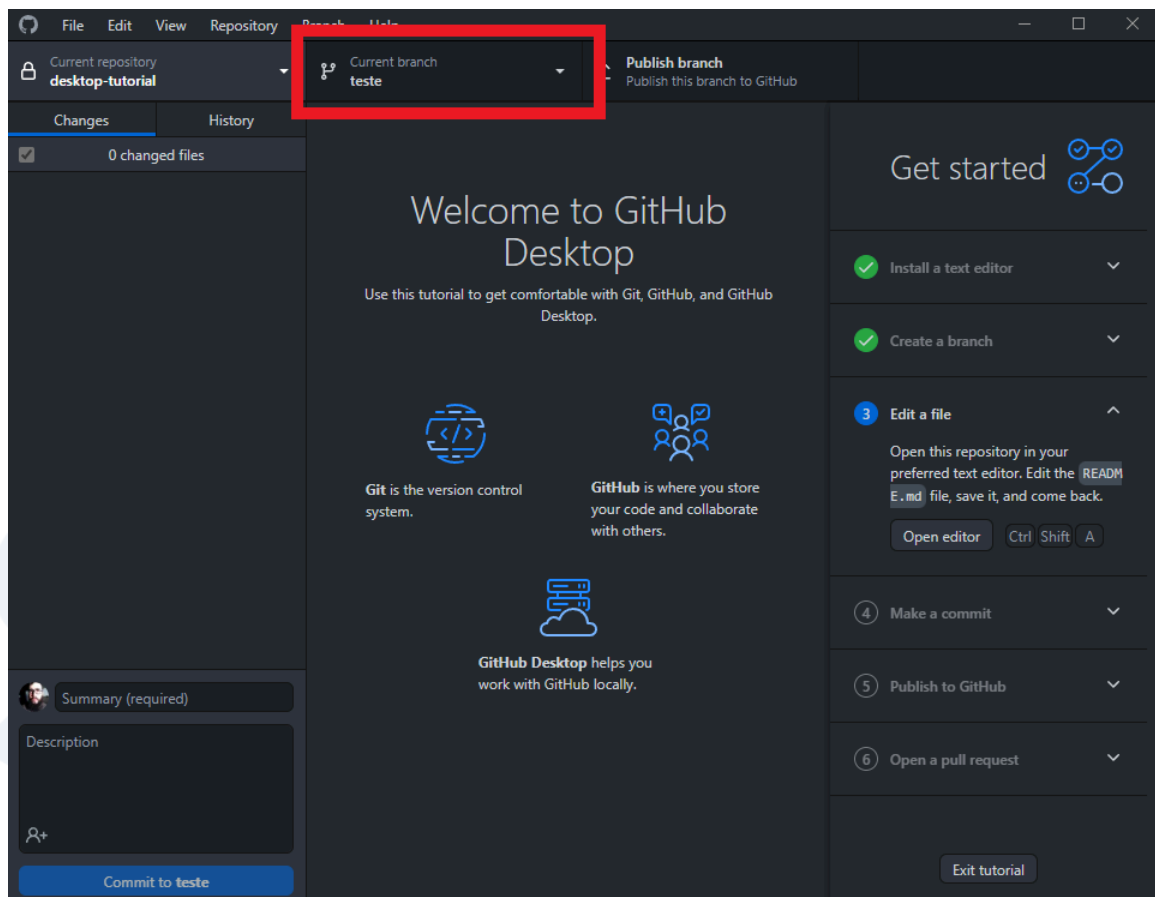 File Edit View Repository Branch Help
Current repository
desktop-tutorial
Current branch
teste
Publish branch
Publish this branch to GitHub
Changes History
0 changed files
Welcome to GitHub
Desktop
Use this tutorial to get comfortable with Git, GitHub, and GitHub
Desktop.
Git is the version control
system.
GitHub is where you store
your code and collaborate
with others.
GitHub Desktop helps you
work with GitHub locally.
Get started
Install a text editor
Create a branch
3 Edit a file
Open this repository in your
preferred text editor. Edit the READM
E.md file, save it, and come back.
Open editor Ctrl Shift A
4 Make a commit
5 Publish to GitHub
6 Open a pull request
Exit tutorial
Summary (required)
Description
Commit to teste